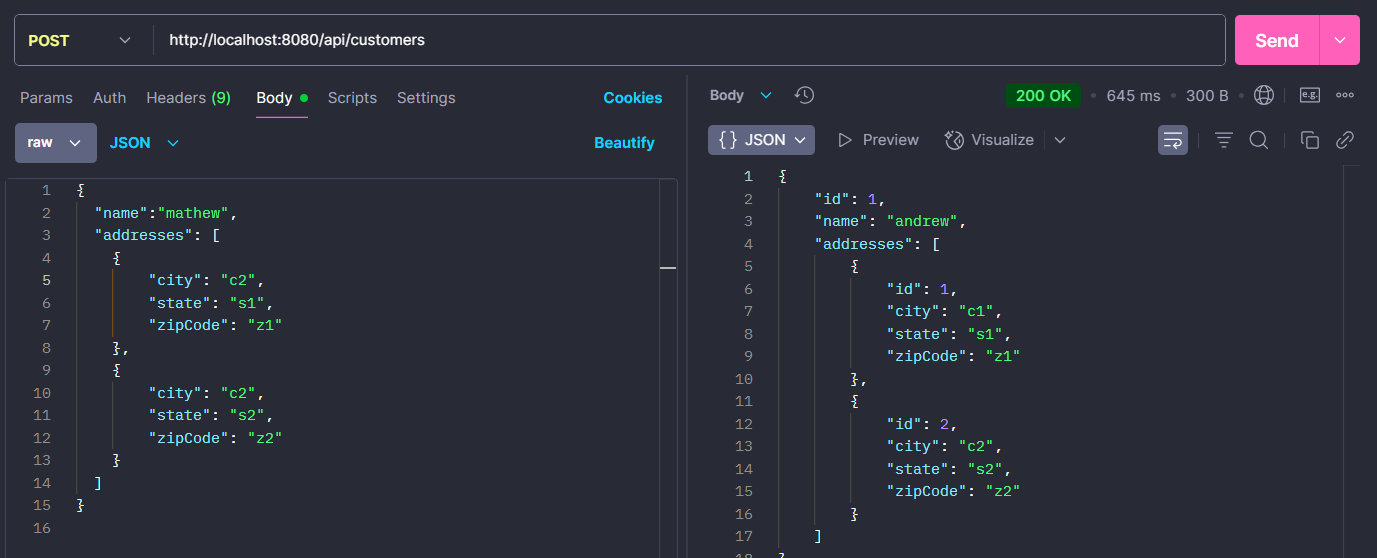 POST
http://localhost:8080/api/customers
Send
Params Auth Headers (9) Body Scripts Settings Cookies
raw JSON Beautify
1 {
2 "name":"mathew",
3 "addresses": [
4 {
5 "city": "c2",
6 "state": "s1",
7 "zipCode": "z1"
8 },
9 {
10 "city": "c2",
11 "state": "s2",
12 "zipCode": "z2"
13 }
14 ]
15 }
16
Body 200 OK • 645 ms • 300 B • e.g.
{ } JSON Preview Visualize
1 {
2 "id": 1,
3 "name": "andrew",
4 "addresses": [
5 {
6 "id": 1,
7 "city": "c1",
8 "state": "s1",
9 "zipCode": "z1"
10 },
11 {
12 "id": 2,
13 "city": "c2",
14 "state": "s2",
15 "zipCode": "z2"
16 }
17 ]
18 }